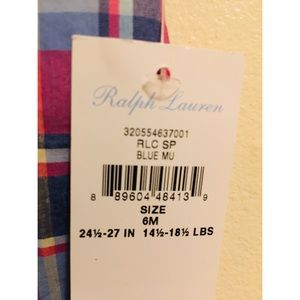 Ralph Lauren
320554637001
RLC SP
BLUE MU
8 89604 48413 9
SIZE
6M
24½-27 IN 14½-18½ LBS